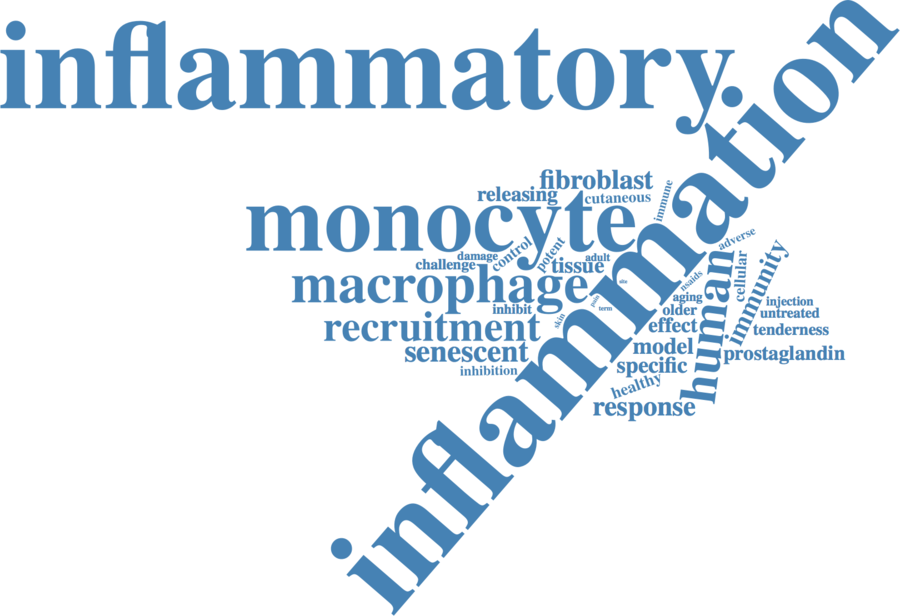 inflammatory
inflammation
fibroblast
releasing
cutaneous
immune
monocyte
control
potent
damage
challenge
tissue
adult
adverse
macrophage
nsaids
human
cellular
immunity
pain
term
inhibit
skin
aging
older
injection
untreated
recruitment
effect
tenderness
senescent
model
prostaglandin
inhibition
specific
healthy
response